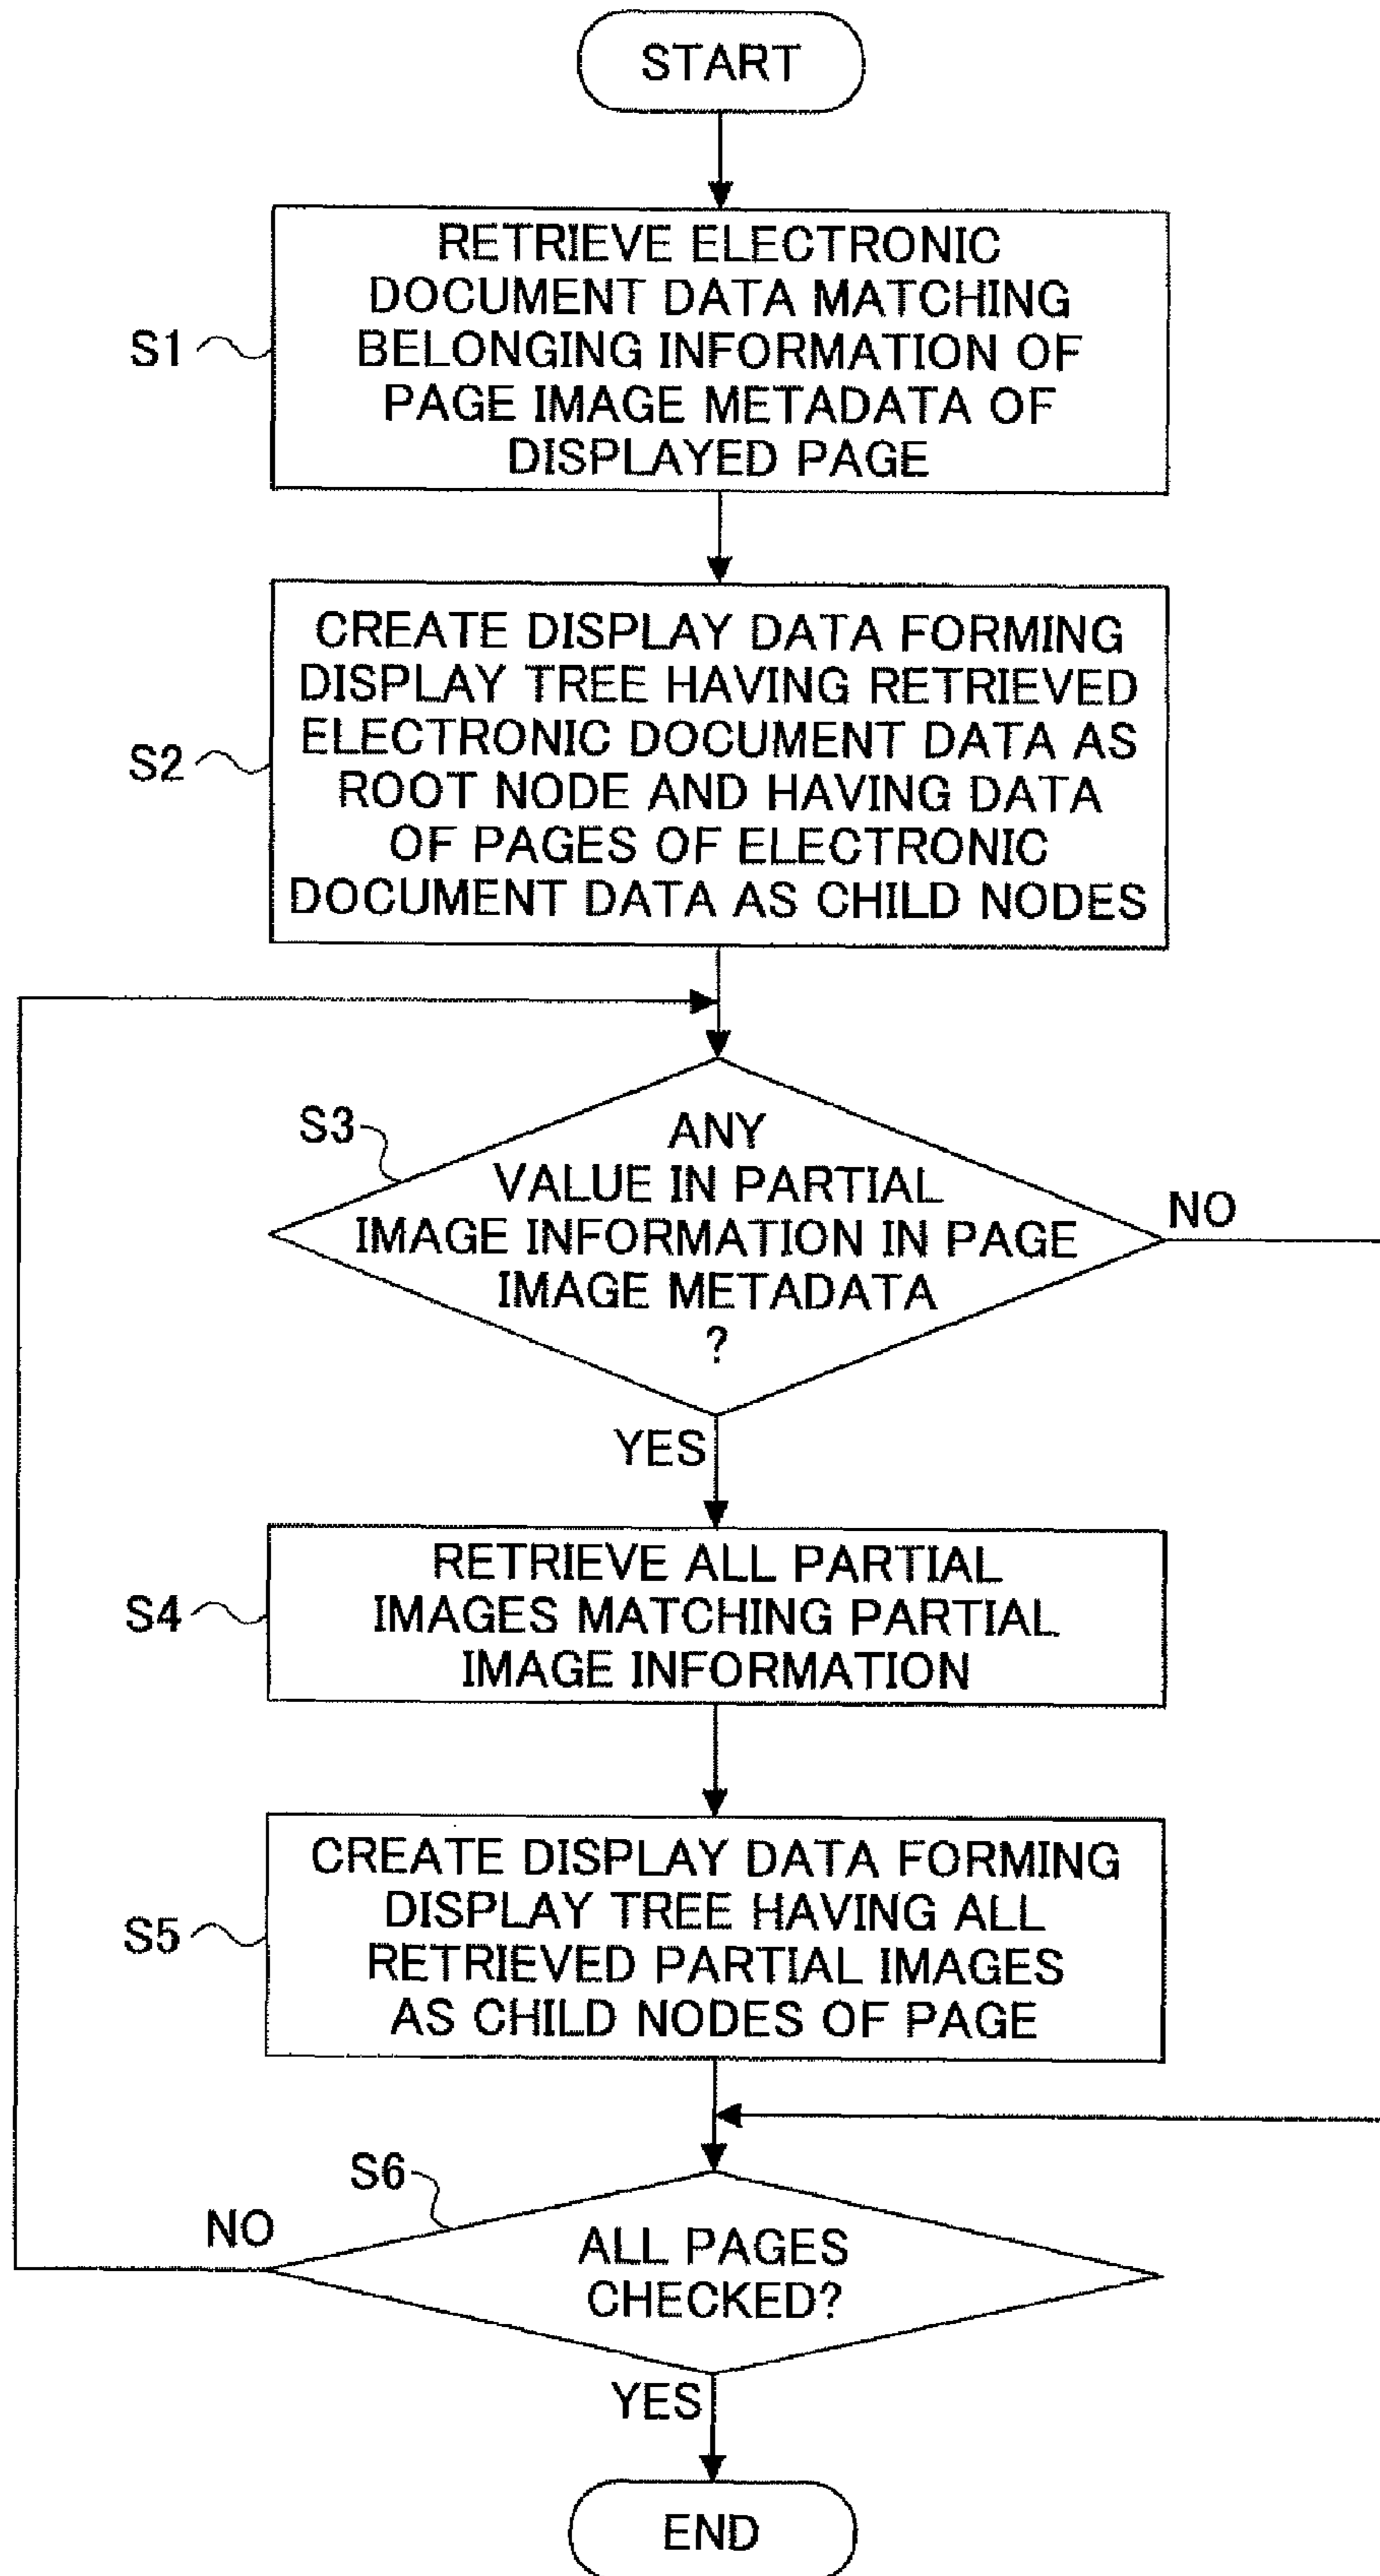 START
RETRIEVE ELECTRONIC
DOCUMENT DATA MATCHING
BELONGING INFORMATION OF
PAGE IMAGE METADATA OF
DISPLAYED PAGE
S1
CREATE DISPLAY DATA FORMING
DISPLAY TREE HAVING RETRIEVED
ELECTRONIC DOCUMENT DATA AS
ROOT NODE AND HAVING DATA
OF PAGES OF ELECTRONIC
DOCUMENT DATA AS CHILD NODES
S2
S3
ANY
VALUE IN PARTIAL
IMAGE INFORMATION IN PAGE
IMAGE METADATA
?
NO
YES
RETRIEVE ALL PARTIAL
IMAGES MATCHING PARTIAL
IMAGE INFORMATION
S4
CREATE DISPLAY DATA FORMING
DISPLAY TREE HAVING ALL
RETRIEVED PARTIAL IMAGES
AS CHILD NODES OF PAGE
S5
S6
NO
ALL PAGES
CHECKED?
YES
END